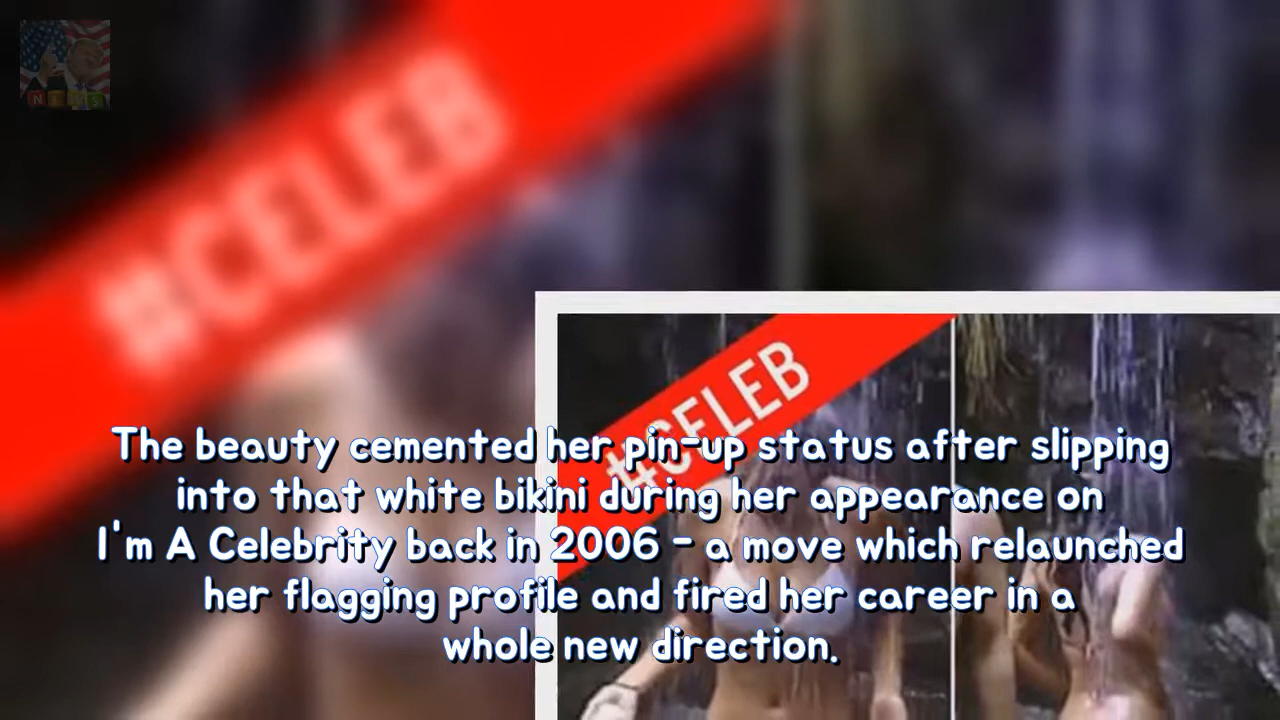 #CELEB
#CELEB
The beauty cemented her pin-up status after slipping
into that white bikini during her appearance on
I'm A Celebrity back in 2006 - a move which relaunched
her flagging profile and fired her career in a
whole new direction.
NEWS